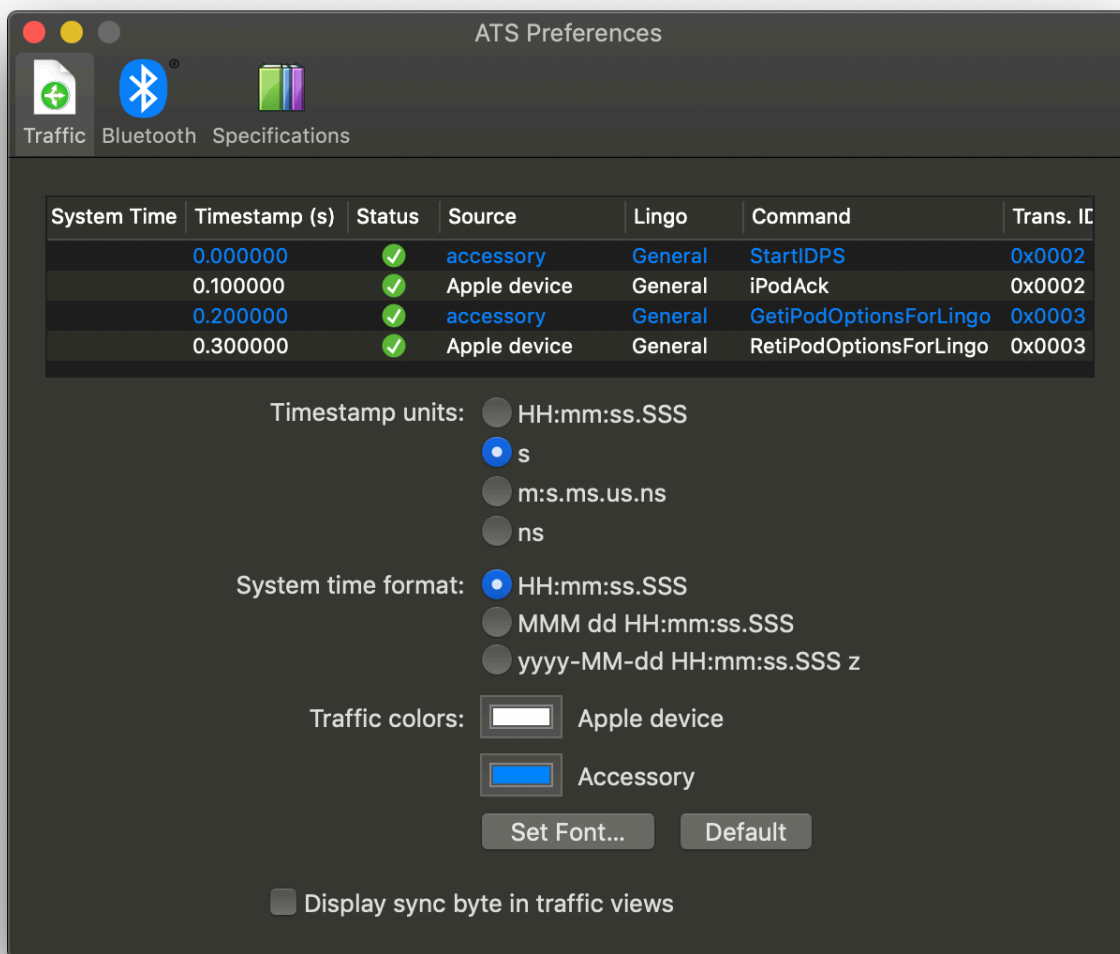 ATS Preferences
Traffic Bluetooth ® Specifications
System Time Timestamp (s) Status Source Lingo Command Trans. ID
0.000000 accessory General StartIDPS 0x0002
0.100000 Apple device General iPodAck 0x0002
0.200000 accessory General GetiPodOptionsForLingo 0x0003
0.300000 Apple device General RetiPodOptionsForLingo 0x0003
Timestamp units: HH:mm:ss.SSS
s
m:s.ms.us.ns
ns
System time format: HH:mm:ss.SSS
MMM dd HH:mm:ss.SSS
yyyy-MM-dd HH:mm:ss.SSS z
Traffic colors: Apple device
Accessory
Set Font... Default
Display sync byte in traffic views